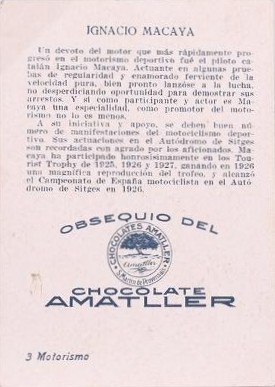 IGNACIO MACAYA
Un devoto del motor que más rápidamente pro-
gresó en el motorismo deportivo fué el piloto ca-
talán Ignacio Macaya. Actuante en algunas prue-
bas de regularidad y enamorado ferviente de la
velocidad pura, bien pronto lanzóse a la lucha,
no desperdiciando oportunidad para demostrar sus
arrestos. Y si como participante y actor es Ma-
caya una especialidad, como promotor del moto-
rismo no lo es menos.
A su iniciativa y apoyo, se deben buen nú-
mero de manifestaciones del motociclismo depor-
tivo. Sus actuaciones en el Autódromo de Sitges
son recordadas con agrado por los aficionados. Ma-
caya ha participado honrosísimamente en los Tou-
rist Trophy de 1925, 1926 y 1927, ganando en 1926
una magnífica reproducción del trofeo, y alcanzó
el Campeonato de España motociclista en el Autó-
dromo de Sitges en 1926.
OBSEQUIO DEL
CHOCOLATES AMATLLER
CHOCOLATE
AMATLLER
3 Motorismo